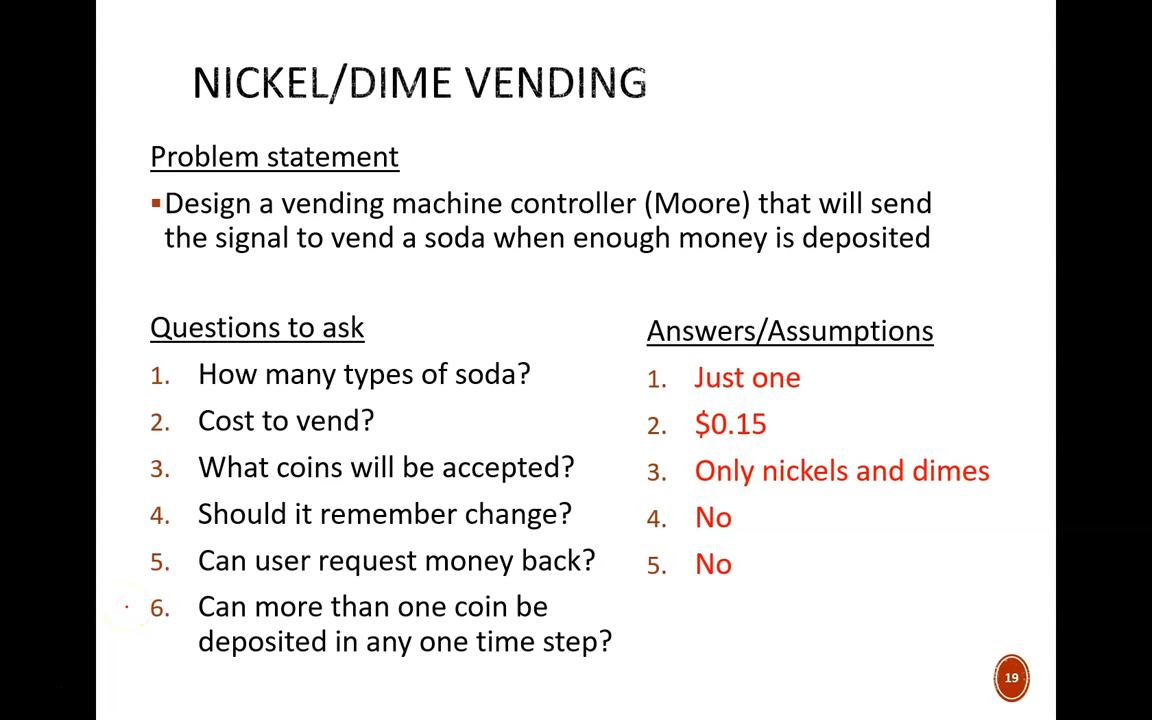 NICKEL/DIME VENDING
Problem statement
▪Design a vending machine controller (Moore) that will send
the signal to vend a soda when enough money is deposited
Questions to ask
1. How many types of soda?
2. Cost to vend?
3. What coins will be accepted?
4. Should it remember change?
5. Can user request money back?
6. Can more than one coin be
deposited in any one time step?
Answers/Assumptions
1. Just one
2. $0.15
3. Only nickels and dimes
4. No
5. No
19